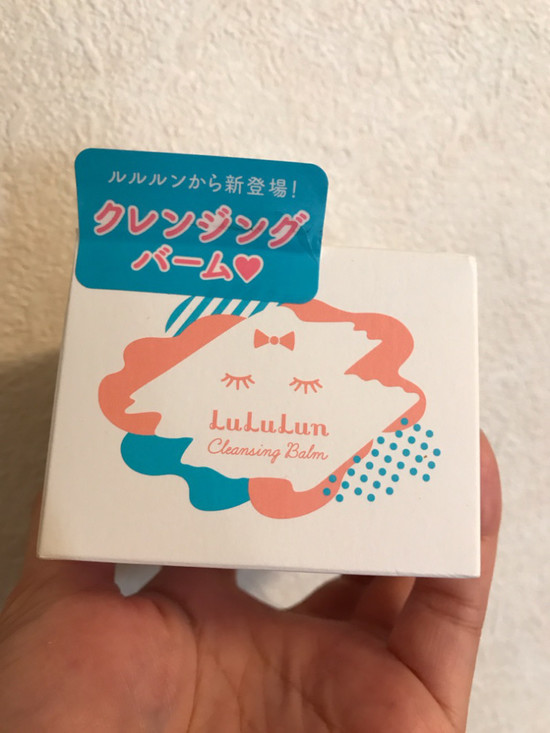 ルルルンから新登場!
クレンジング
バーム♥
LuLuLun
Cleansing Balm